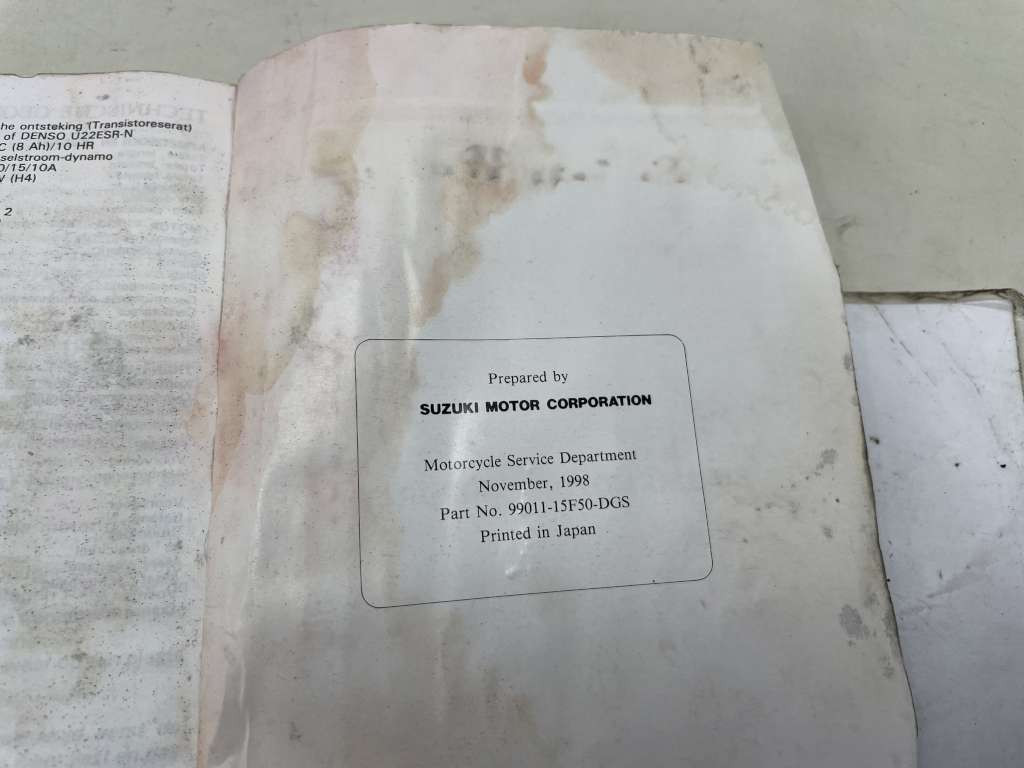 he ontsteking (Transistoreserat)
of DENSO U22ESR-N
C (8 Ah)/10 HR
selstroom-dynamo
0/15/10A
(H4)
2
Prepared by
SUZUKI MOTOR CORPORATION
Motorcycle Service Department
November, 1998
Part No. 99011-15F50-DGS
Printed in Japan